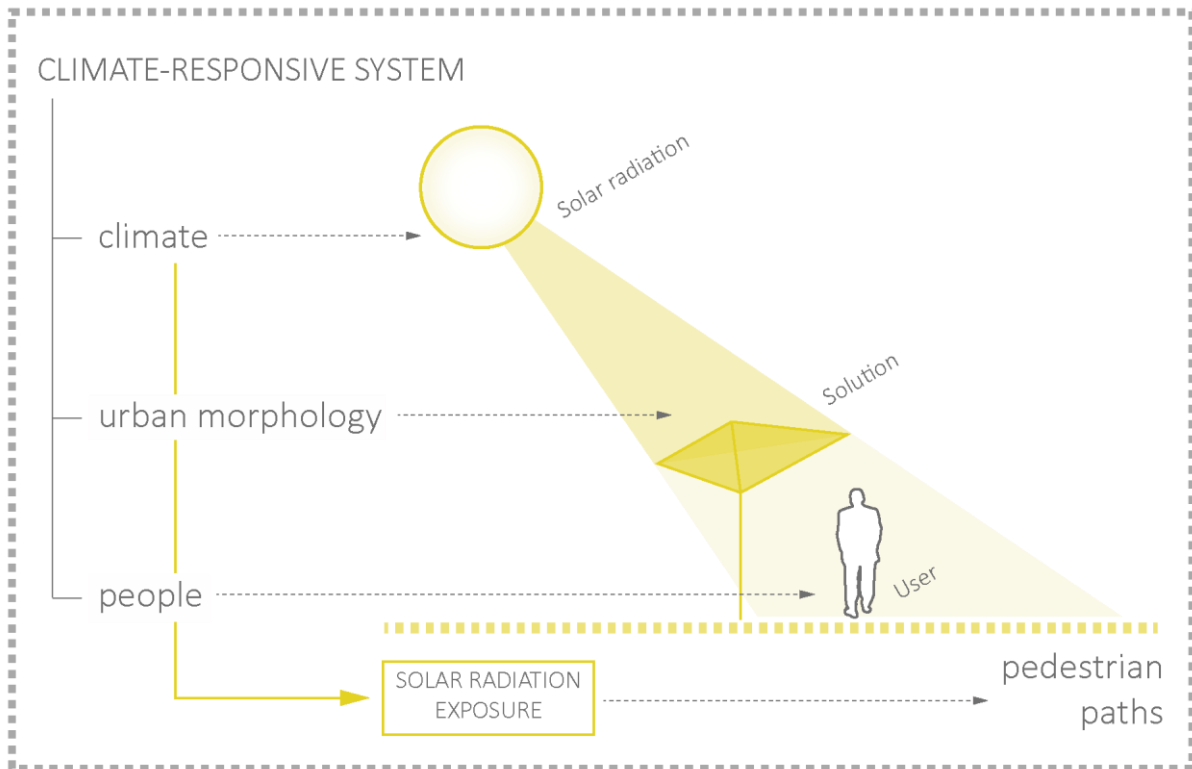 CLIMATE-RESPONSIVE SYSTEM
Solar radiation
climate
Solution
urban morphology
User
people
SOLAR RADIATION
EXPOSURE
pedestrian
paths